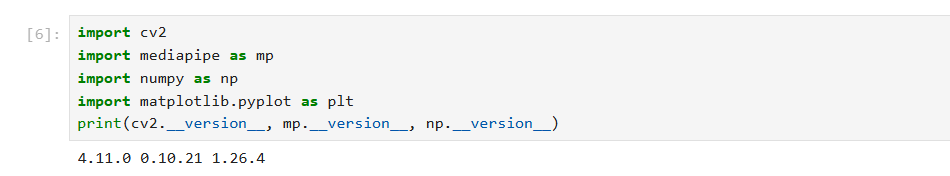 [6]:
import cv2
import mediapipe as mp
import numpy as np
import matplotlib.pyplot as plt
print(cv2.__version__, mp.__version__, np.__version__)
4.11.0 0.10.21 1.26.4